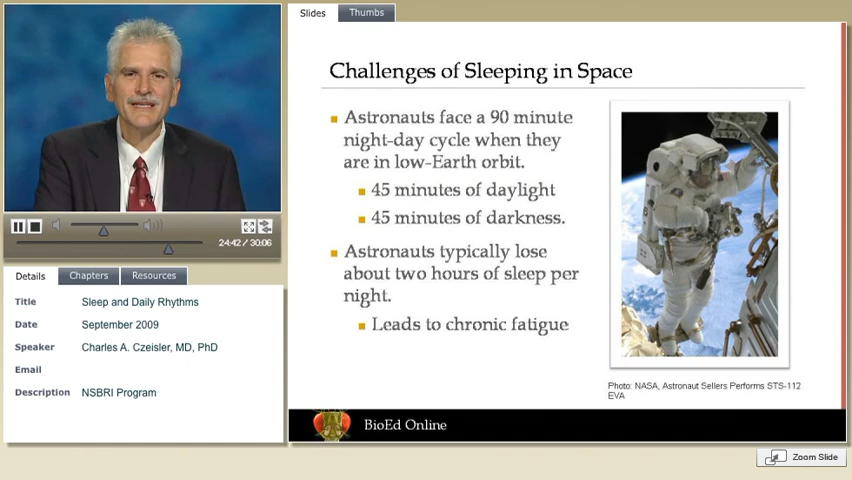 Slides Thumbs
Challenges of Sleeping in Space
Astronauts face a 90 minute
night-day cycle when they
are in low-Earth orbit.
45 minutes of daylight
45 minutes of darkness.
Astronauts typically lose
about two hours of sleep per
night.
Leads to chronic fatigue
Photo: NASA, Astronaut Sellers Performs STS-112
EVA
BioEd Online
Zoom Slide
24:42 / 30:06
Details Chapters Resources
Title Sleep and Daily Rhythms
Date September 2009
Speaker Charles A. Czeisler, MD, PhD
Email
Description NSBRI Program